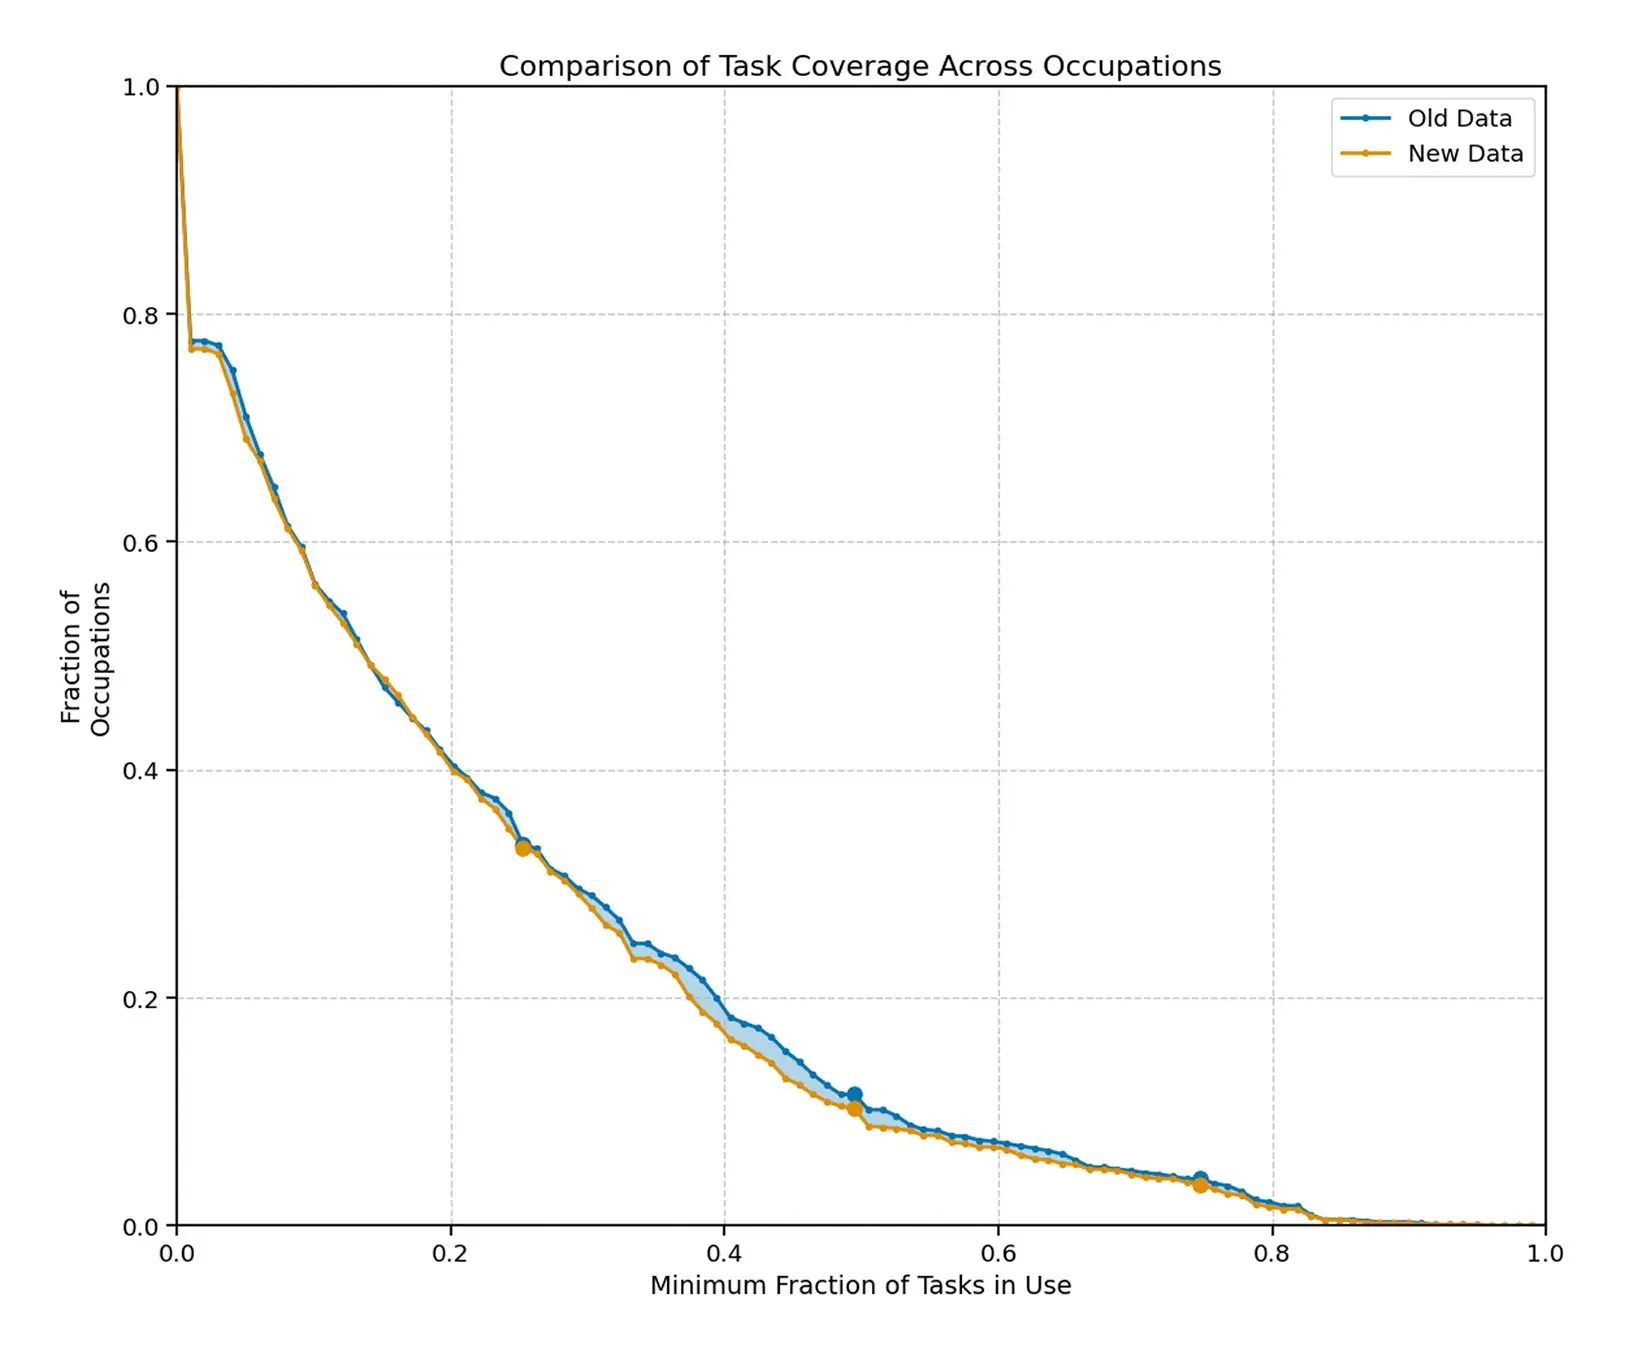 Comparison of Task Coverage Across Occupations
Old Data
New Data
1.0
0.8
0.6
0.4
0.2
0.0
Fraction of
Occupations
0.0 0.2 0.4 0.6 0.8 1.0
Minimum Fraction of Tasks in Use